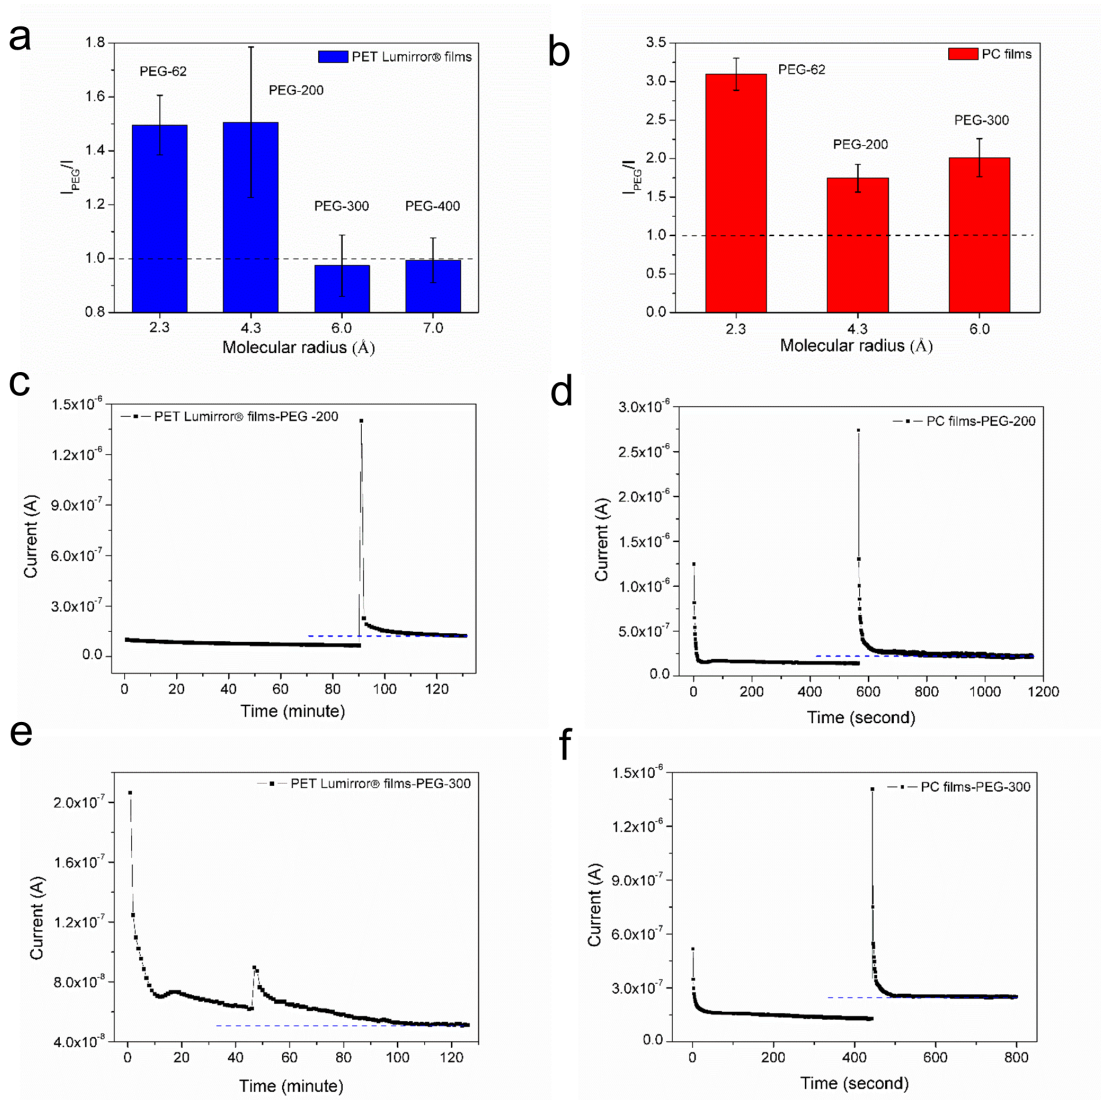 a
1.8
1.6
1.4
1.2
1.0
0.8
I_PEG/I
PET Lumirror® films
PEG-62
PEG-200
PEG-300
PEG-400
2.3
4.3
6.0
7.0
Molecular radius (Å)
b
3.5
3.0
2.5
2.0
1.5
1.0
0.5
0.0
I_PEG/I
PC films
PEG-62
PEG-200
PEG-300
2.3
4.3
6.0
Molecular radius (Å)
c
1.5x10⁻⁶
1.2x10⁻⁶
9.0x10⁻⁷
6.0x10⁻⁷
3.0x10⁻⁷
0.0
Current (A)
PET Lumirror® films-PEG -200
0
20
40
60
80
100
120
Time (minute)
d
3.0x10⁻⁶
2.5x10⁻⁶
2.0x10⁻⁶
1.5x10⁻⁶
1.0x10⁻⁶
5.0x10⁻⁷
0.0
Current (A)
PC films-PEG-200
0
200
400
600
800
1000
1200
Time (second)
e
2.0x10⁻⁷
1.6x10⁻⁷
1.2x10⁻⁷
8.0x10⁻⁸
4.0x10⁻⁸
Current (A)
PET Lumirror® films-PEG-300
0
20
40
60
80
100
120
Time (minute)
f
1.5x10⁻⁶
1.2x10⁻⁶
9.0x10⁻⁷
6.0x10⁻⁷
3.0x10⁻⁷
0.0
Current (A)
PC films-PEG-300
0
200
400
600
800
Time (second)